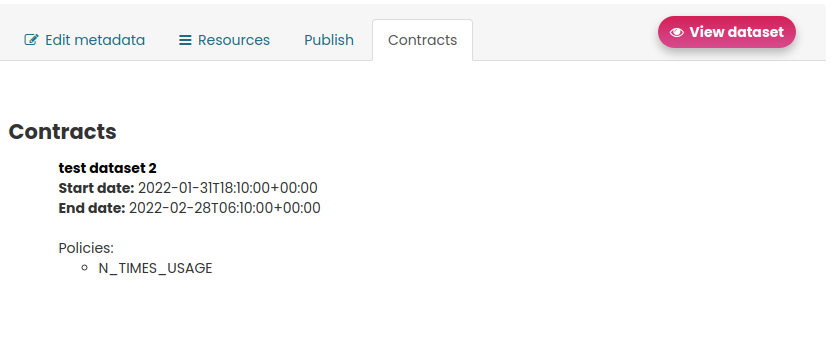 Edit metadata
Resources
Publish
Contracts
View dataset
Contracts
test dataset 2
Start date: 2022-01-31T18:10:00+00:00
End date: 2022-02-28T06:10:00+00:00
Policies:
N_TIMES_USAGE